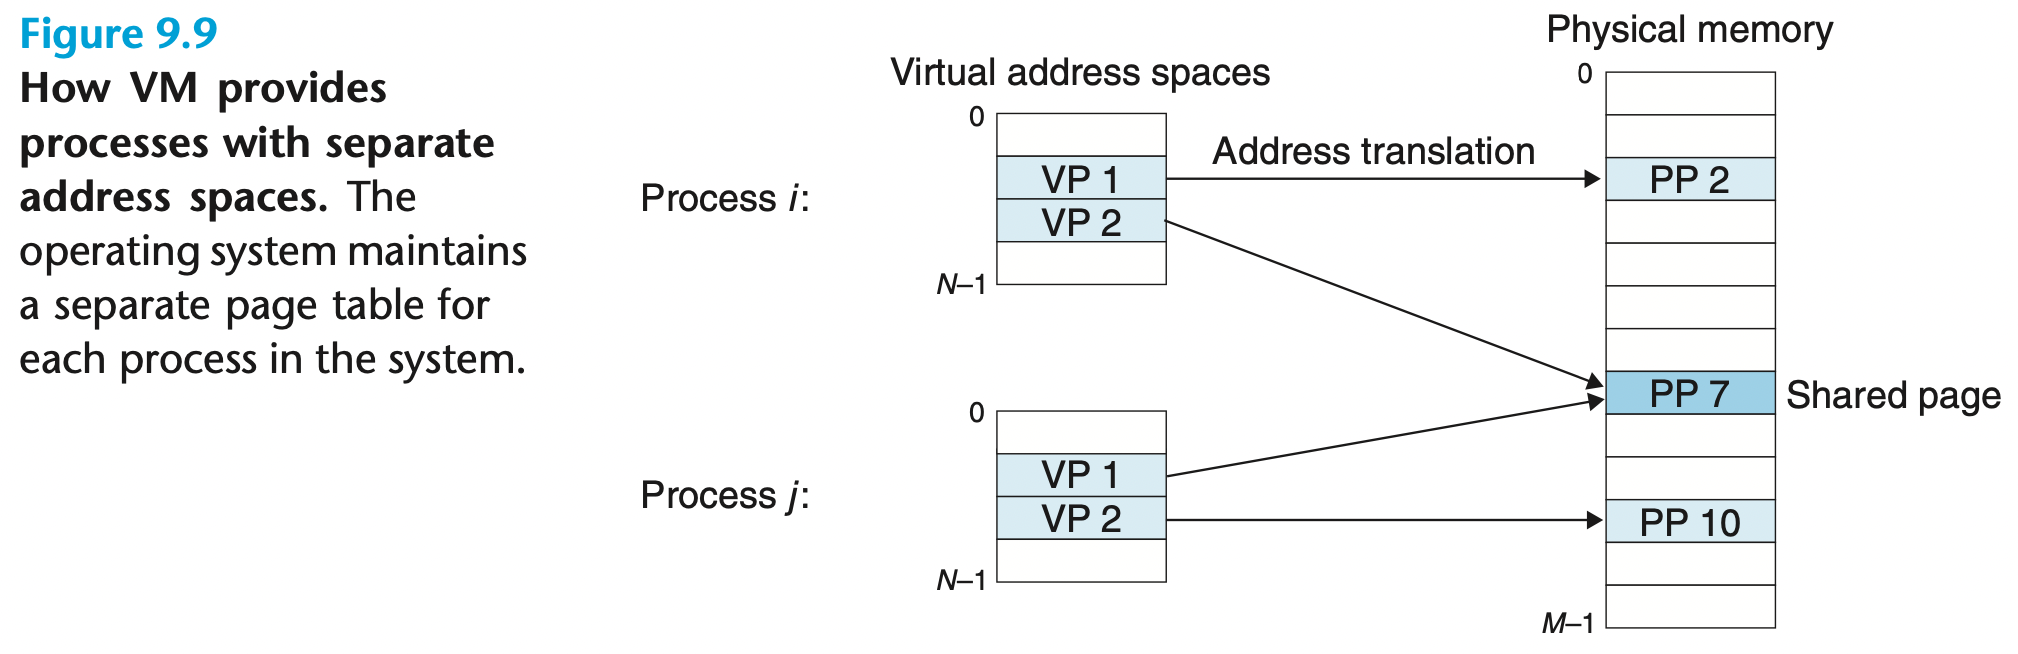 Figure 9.9
How VM provides
processes with separate
address spaces. The
operating system maintains
a separate page table for
each process in the system.
Virtual address spaces
Physical memory
Process i:
0
VP 1
VP 2
N–1
Address translation
Process j:
0
VP 1
VP 2
N–1
0
PP 2
PP 7
Shared page
PP 10
M–1